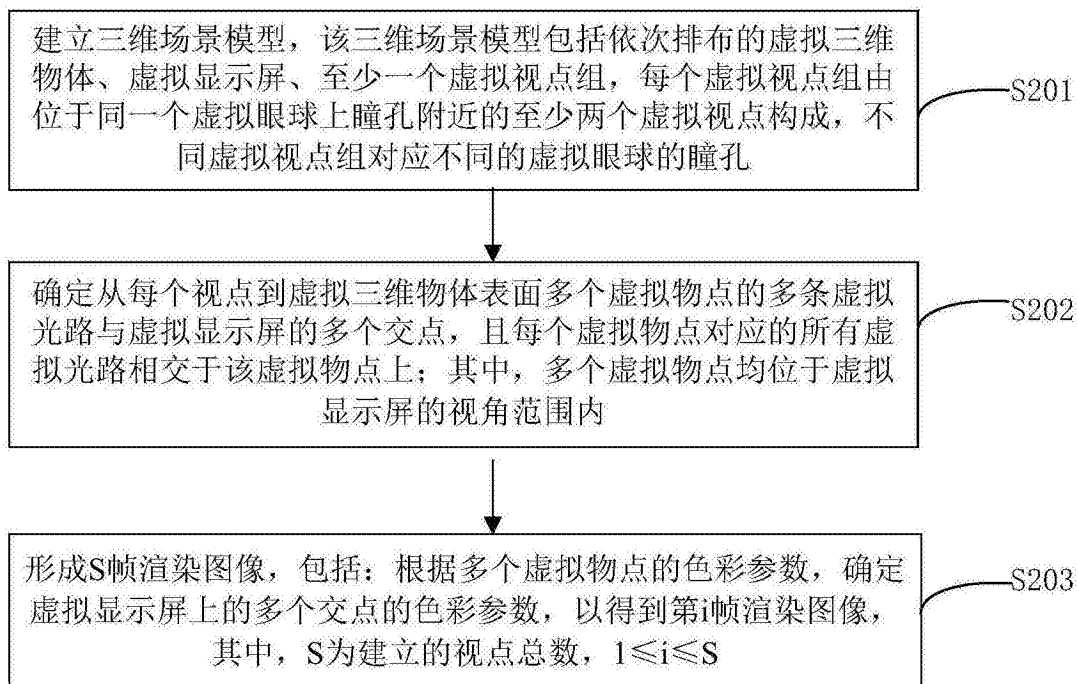 建立三维场景模型，该三维场景模型包括依次排布的虚拟三维
物体、虚拟显示屏、至少一个虚拟视点组，每个虚拟视点组由
位于同一个虚拟眼球上瞳孔附近的至少两个虚拟视点构成，不
同虚拟视点组对应不同的虚拟眼球的瞳孔
S201
确定从每个视点到虚拟三维物体表面多个虚拟物点的多条虚拟
光路与虚拟显示屏的多个交点，且每个虚拟物点对应的所有虚
拟光路相交于该虚拟物点上；其中，多个虚拟物点均位于虚拟
显示屏的视角范围内
S202
形成S帧渲染图像，包括：根据多个虚拟物点的色彩参数，确定
虚拟显示屏上的多个交点的色彩参数，以得到第i帧渲染图像，
其中，S为建立的视点总数，1≤i≤S
S203